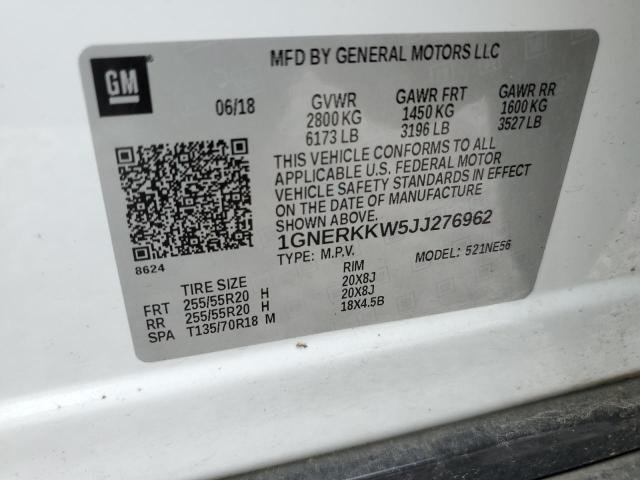 GM
MFD BY GENERAL MOTORS LLC
06/18 GVWR GAWR FRT GAWR RR
2800 KG 1450 KG 1600 KG
6173 LB 3196 LB 3527 LB
THIS VEHICLE CONFORMS TO ALL
APPLICABLE U.S. FEDERAL MOTOR
VEHICLE SAFETY STANDARDS IN EFFECT
ON THE DATE OF MANUFACTURE
SHOWN ABOVE.
1GNERKKW5JJ276962
8624 TYPE: M.P.V. MODEL: 521NE56
TIRE SIZE RIM
FRT 255/55R20 H 20X8J
RR 255/55R20 H 20X8J
SPA T135/70R18 M 18X4.5B